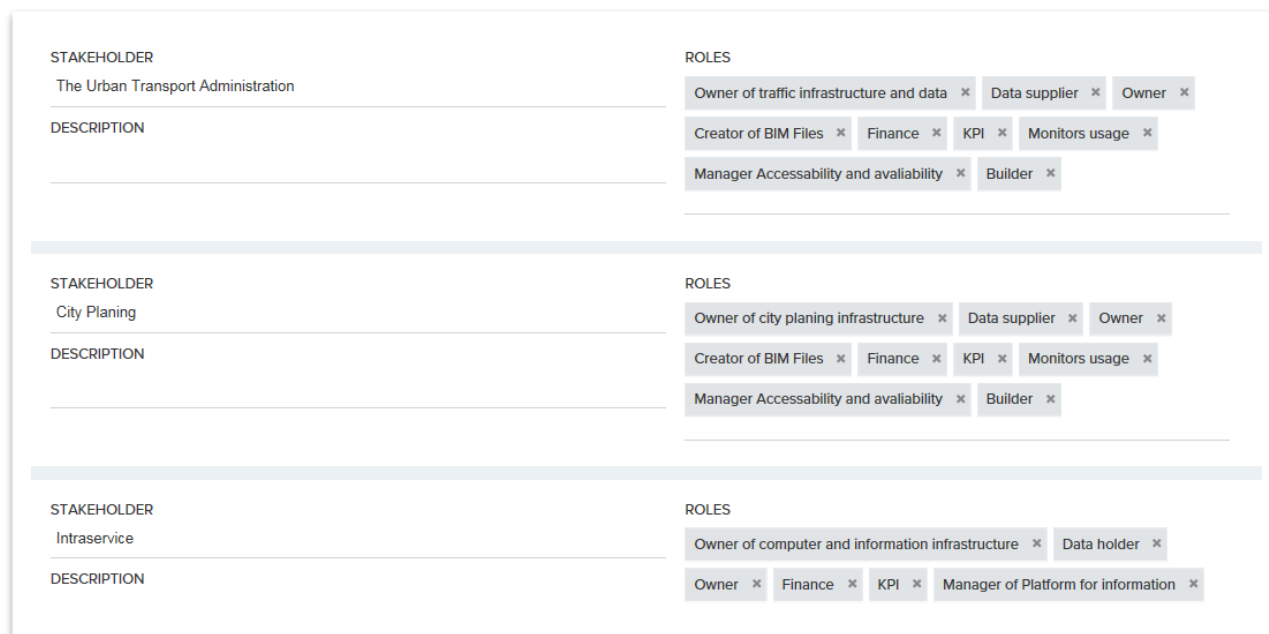 STAKEHOLDER
The Urban Transport Administration
DESCRIPTION
ROLES
Owner of traffic infrastructure and data × Data supplier × Owner ×
Creator of BIM Files × Finance × KPI × Monitors usage ×
Manager Accessability and avaliability × Builder ×
STAKEHOLDER
City Planing
DESCRIPTION
ROLES
Owner of city planing infrastructure × Data supplier × Owner ×
Creator of BIM Files × Finance × KPI × Monitors usage ×
Manager Accessability and avaliability × Builder ×
STAKEHOLDER
Intraservice
DESCRIPTION
ROLES
Owner of computer and information infrastructure × Data holder ×
Owner × Finance × KPI × Manager of Platform for information ×